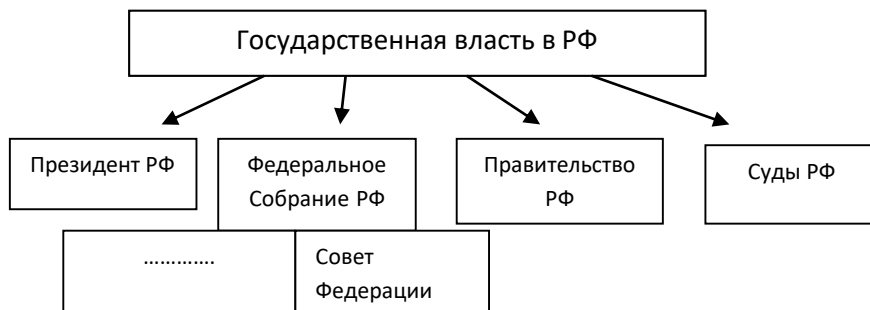 Государственная власть в РФ
Президент РФ
Федеральное
Собрание РФ
Правительство
РФ
Суды РФ
………….
Совет
Федерации